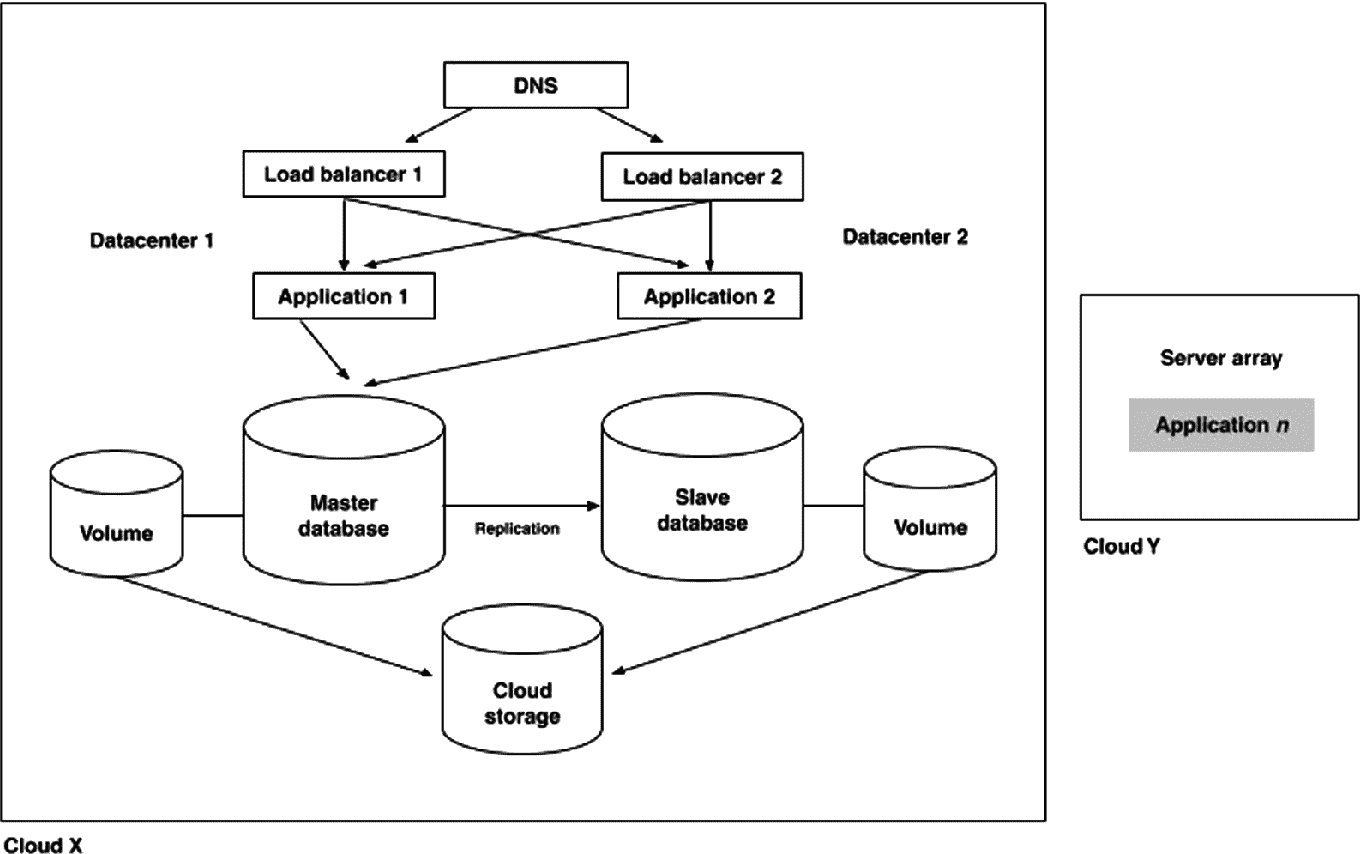 DNS
Load balancer 1
Load balancer 2
Datacenter 1
Datacenter 2
Application 1
Application 2
Server array
Application n
Master
database
Slave
database
Volume
Replication
Volume
Cloud Y
Cloud
storage
Cloud X